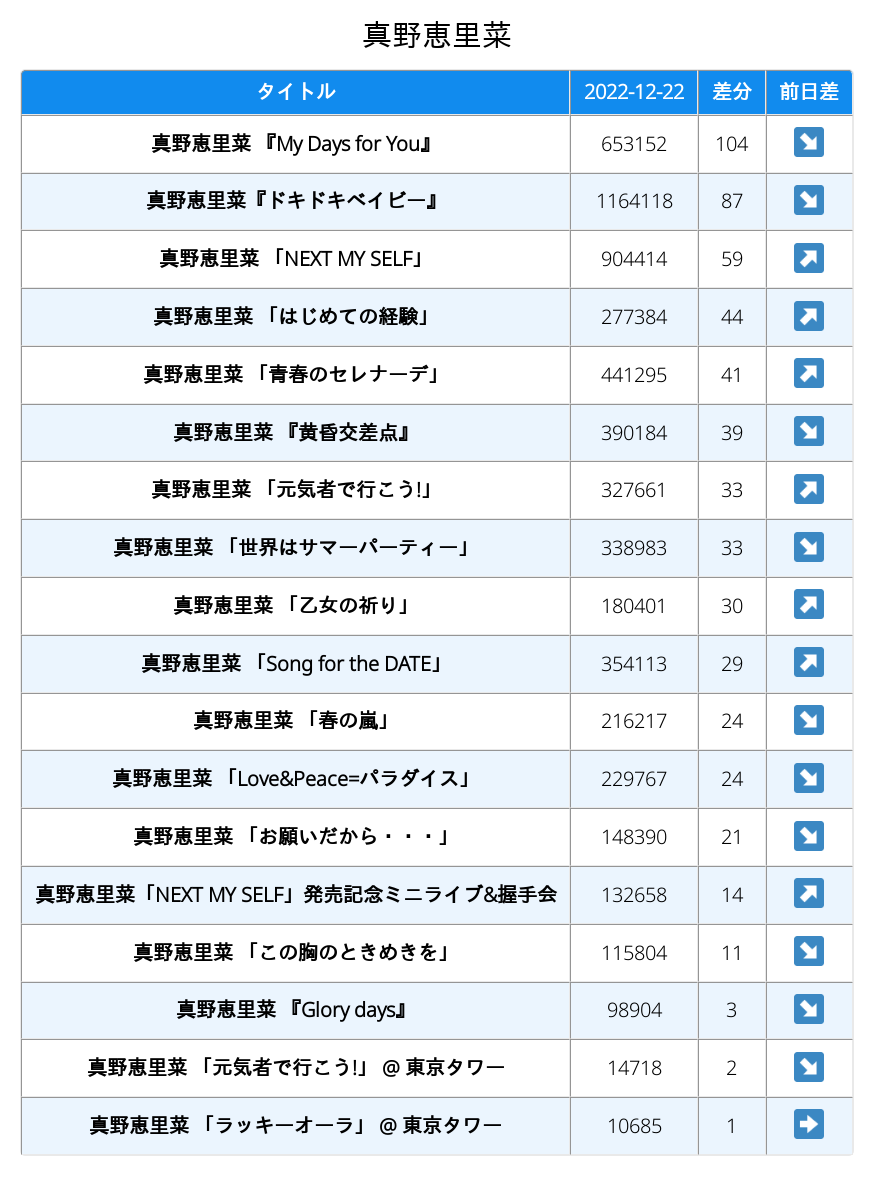 真野恵里菜
タイトル 2022-12-22 差分 前日差
真野恵里菜 『My Days for You』 653152 104 ↘
真野恵里菜『ドキドキベイビー』 1164118 87 ↘
真野恵里菜 「NEXT MY SELF」 904414 59 ↗
真野恵里菜 「はじめての経験」 277384 44 ↗
真野恵里菜 「青春のセレナーデ」 441295 41 ↗
真野恵里菜 『黄昏交差点』 390184 39 ↘
真野恵里菜 「元気者で行こう!」 327661 33 ↗
真野恵里菜 「世界はサマーパーティー」 338983 33 ↘
真野恵里菜 「乙女の祈り」 180401 30 ↗
真野恵里菜 「Song for the DATE」 354113 29 ↗
真野恵里菜 「春の嵐」 216217 24 ↘
真野恵里菜 「Love&Peace=パラダイス」 229767 24 ↘
真野恵里菜 「お願いだから・・・」 148390 21 ↘
真野恵里菜「NEXT MY SELF」発売記念ミニライブ&握手会 132658 14 ↗
真野恵里菜 「この胸のときめきを」 115804 11 ↘
真野恵里菜 『Glory days』 98904 3 ↘
真野恵里菜 「元気者で行こう!」 @ 東京タワー 14718 2 ↘
真野恵里菜 「ラッキーオーラ」 @ 東京タワー 10685 1 ➡